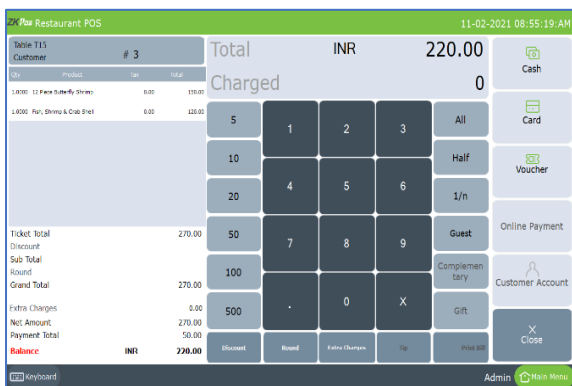 ZKPos Restaurant POS 11-02-2021 08:55:19:AM
Table T15
Customer # 3
Qty Product Tax Total
1.0000 12 Piece Butterfly Shrimp 0.00 150.00
1.0000 Fish, Shrimp & Crab Shell 0.00 120.00
Ticket Total 270.00
Discount
Sub Total
Round
Grand Total 270.00
Extra Charges 0.00
Net Amount 270.00
Payment Total 50.00
Balance INR 220.00
Total INR 220.00
Charged 0
5 1 2 3 All
10 Half
20 4 5 6 1/n
50 7 8 9 Guest
100 Complemen
tary
500 . 0 X Gift
Discount Round Extra Charges Tip Print Bill
Cash
Card
Voucher
Online Payment
Customer Account
X
Close
Keyboard Admin Main Menu